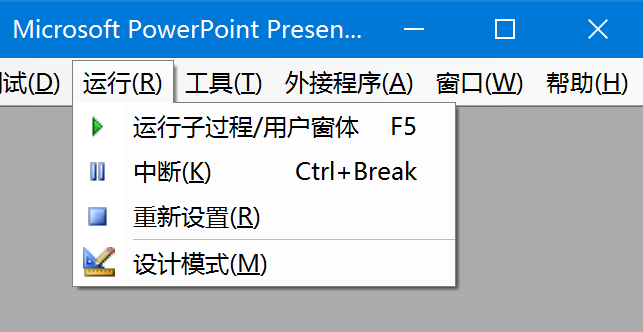 Microsoft PowerPoint Presen...
试(D) 运行(R) 工具(T) 外接程序(A) 窗口(W) 帮助(H)
运行子过程/用户窗体 F5
中断(K) Ctrl+Break
重新设置(R)
设计模式(M)